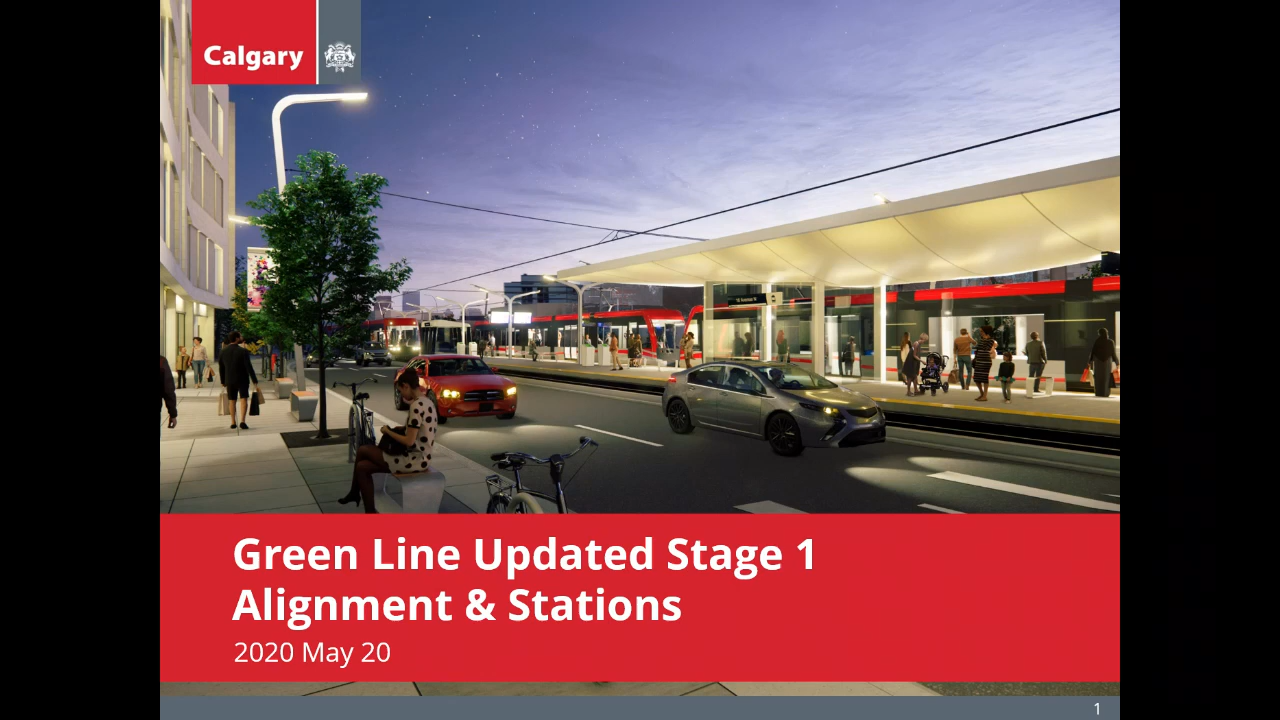 Calgary
Green Line Updated Stage 1
Alignment & Stations
2020 May 20
1